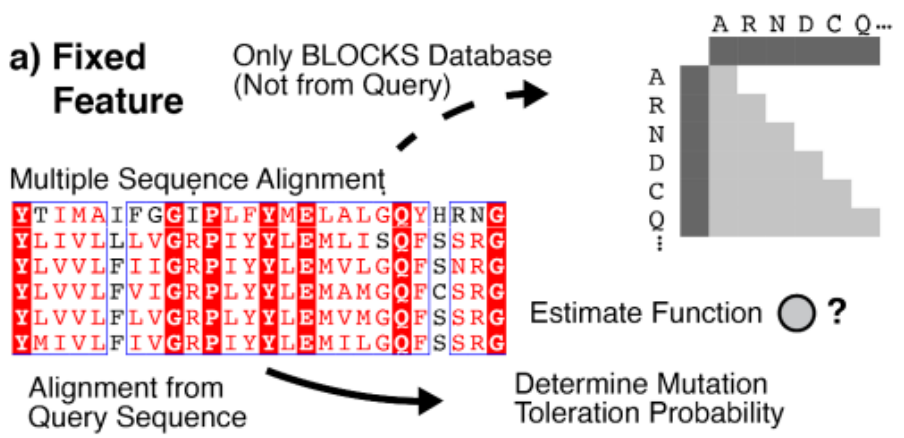 a) Fixed
Feature
Only BLOCKS Database
(Not from Query)
A R N D C Q...
A
R
N
D
C
Q
⋮
Multiple Sequence Alignment
YTIMAIFGGIPLFYMELALGQYHRNG
YLIVLLLVGRPIYYLEMLISQFSSRG
YLVVLFIIGRPIYYLEMVLGQFSNRG
YLVVLFVIGRPLYYLEMAMGQFCSRG
YLVVLFLVGRPLYYLEMVMGQFSSRG
YMIVLFIVGRPIYYLEMILGQFSSRG
Estimate Function ?
Alignment from
Query Sequence
Determine Mutation
Toleration Probability